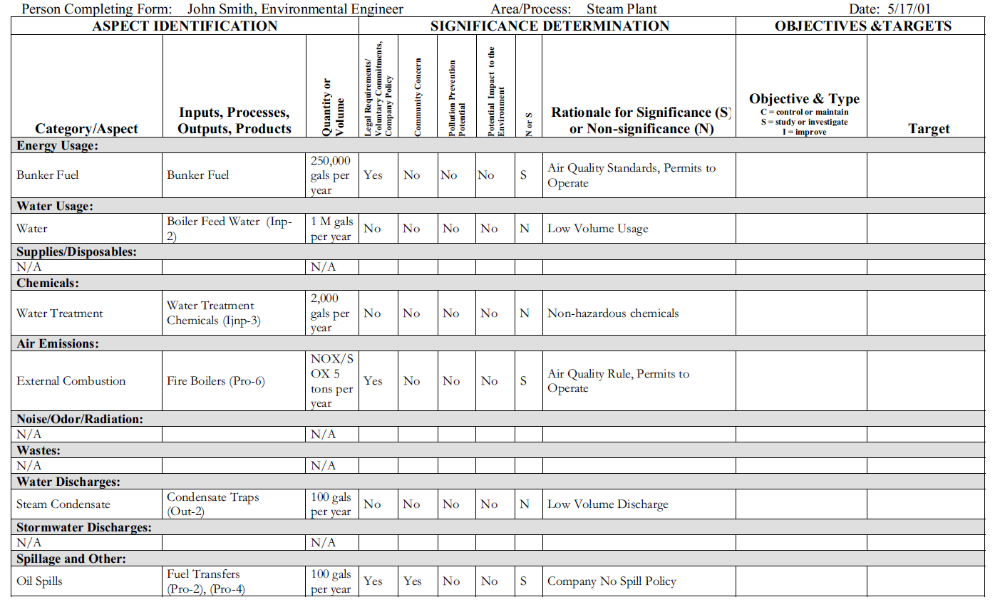 Person Completing Form: John Smith, Environmental Engineer Area/Process: Steam Plant Date: 5/17/01
ASPECT IDENTIFICATION SIGNIFICANCE DETERMINATION OBJECTIVES &TARGETS
Category/Aspect
Inputs, Processes,
Outputs, Products
Quantity or
Volume
Legal Requirements/
Voluntary Commitments,
Company Policy
Community Concern
Pollution Prevention
Potential
Potential Impact to the
Environment
N or S
Rationale for Significance (S)
or Non-significance (N)
Objective & Type
C = control or maintain
S = study or investigate
I = improve
Target
Energy Usage:
Bunker Fuel
Bunker Fuel
250,000
gals per
year
Yes
No
No
No
S
Air Quality Standards, Permits to
Operate
Water Usage:
Water
Boiler Feed Water (Inp-
2)
1 M gals
per year
No
No
No
No
N
Low Volume Usage
Supplies/Disposables:
N/A
N/A
Chemicals:
Water Treatment
Water Treatment
Chemicals (Ijnp-3)
2,000
gals per
year
No
No
No
No
N
Non-hazardous chemicals
Air Emissions:
External Combustion
Fire Boilers (Pro-6)
NOX/S
OX 5
tons per
year
Yes
No
No
No
S
Air Quality Rule, Permits to
Operate
Noise/Odor/Radiation:
N/A
N/A
Wastes:
N/A
N/A
Water Discharges:
Steam Condensate
Condensate Traps
(Out-2)
100 gals
per year
No
No
No
No
N
Low Volume Discharge
Stormwater Discharges:
N/A
N/A
Spillage and Other:
Oil Spills
Fuel Transfers
(Pro-2), (Pro-4)
100 gals
per year
Yes
Yes
No
No
S
Company No Spill Policy